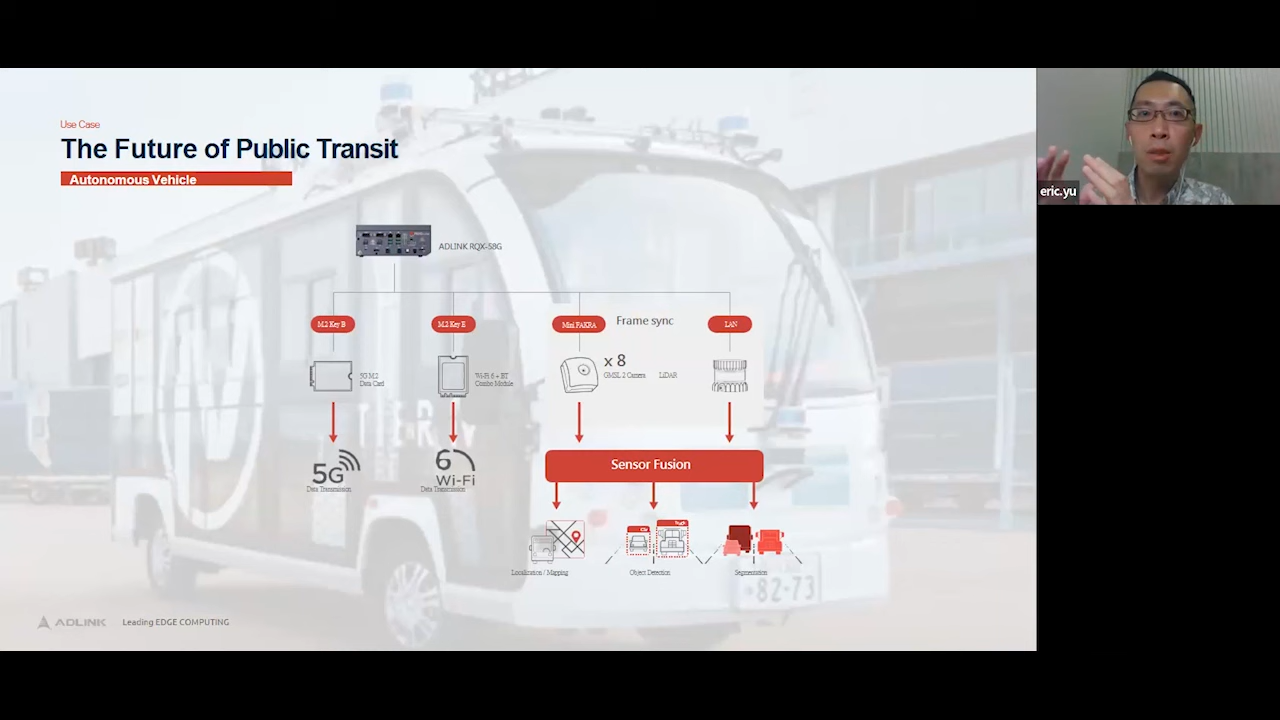 Use Case
The Future of Public Transit
Autonomous Vehicle
ADLINK RQX-58G
M.2 Key B
M.2 Key E
Mini FAKRA
Frame sync
LAN
5G M.2
Data Card
Wi-Fi 6 + BT
Combo Module
x 8
GMSL 2 Camera
LiDAR
5G
Data Transmission
6
Wi-Fi
Data Transmission
Sensor Fusion
Car
Truck
Localization / Mapping
Object Detection
Segmentation
82-73
ADLINK
Leading EDGE COMPUTING
eric.yu